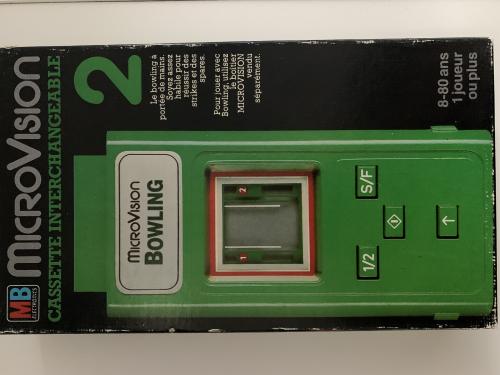 MB
ELECTRONICS
MICROVISION
CASSETTE INTERCHANGEABLE
2
Le bowling a
portée de mains.
Soyez assez
habile pour
réussir des
strikes et des
spares.
Pour jouer avec
Bowling, utilisez
le boîtier
MICROVISION
vendu
séparément.
8-80 ans
1 joueur
ou plus
MICROVISION
BOWLING
1
2
1/2
S/F